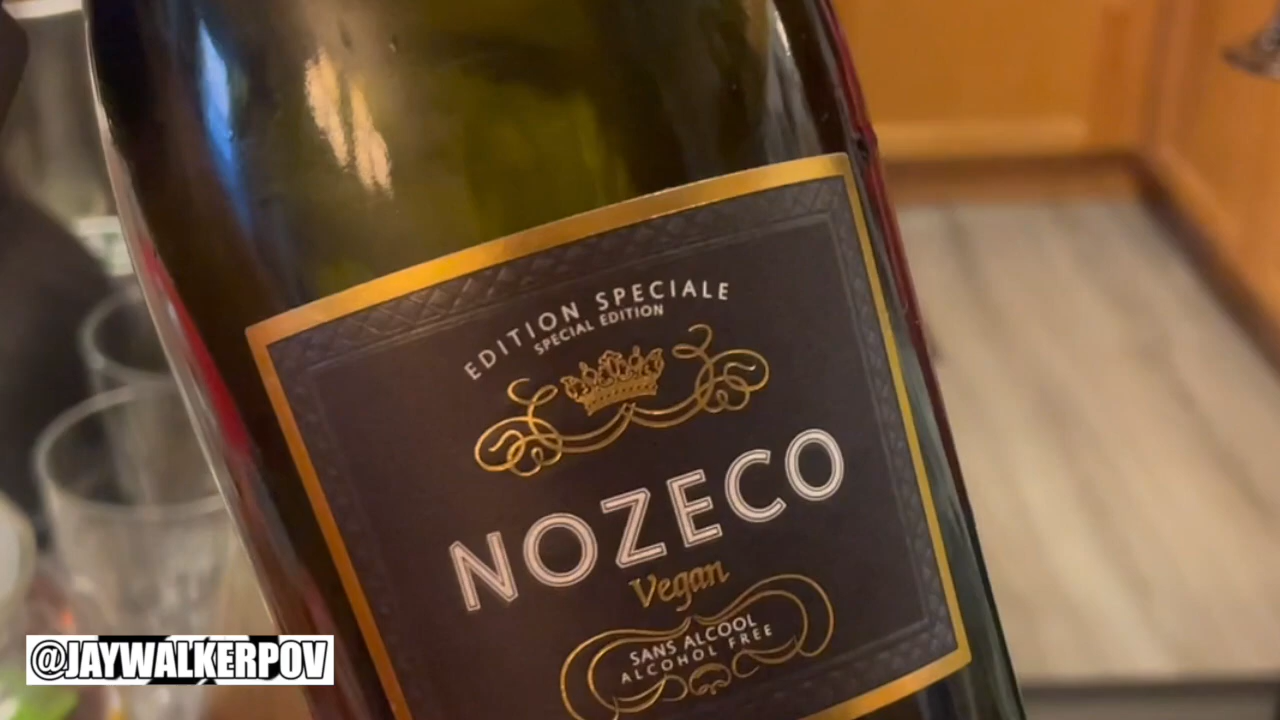 EDITION SPECIALE
SPECIAL EDITION
NOZECO
Vegan
SANS ALCOOL
ALCOHOL FREE
@JAYWALKERPOV